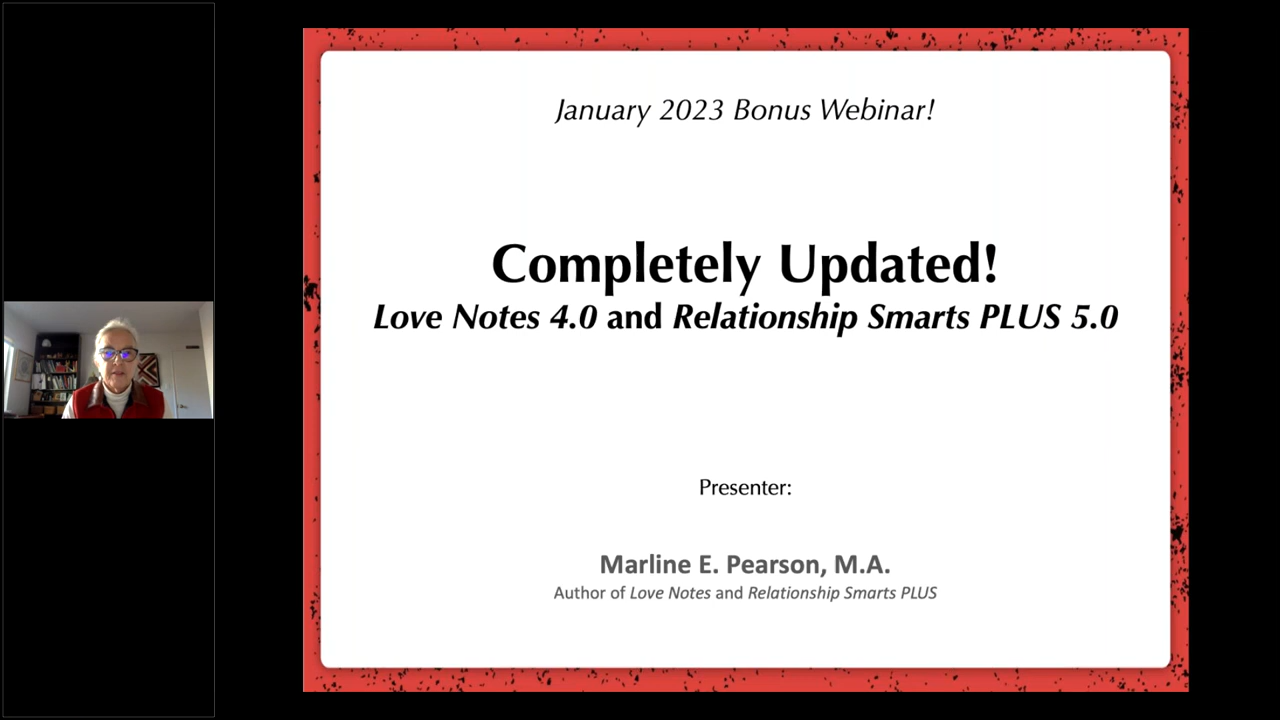 January 2023 Bonus Webinar!
Completely Updated!
Love Notes 4.0 and Relationship Smarts PLUS 5.0
Presenter:
Marline E. Pearson, M.A.
Author of Love Notes and Relationship Smarts PLUS